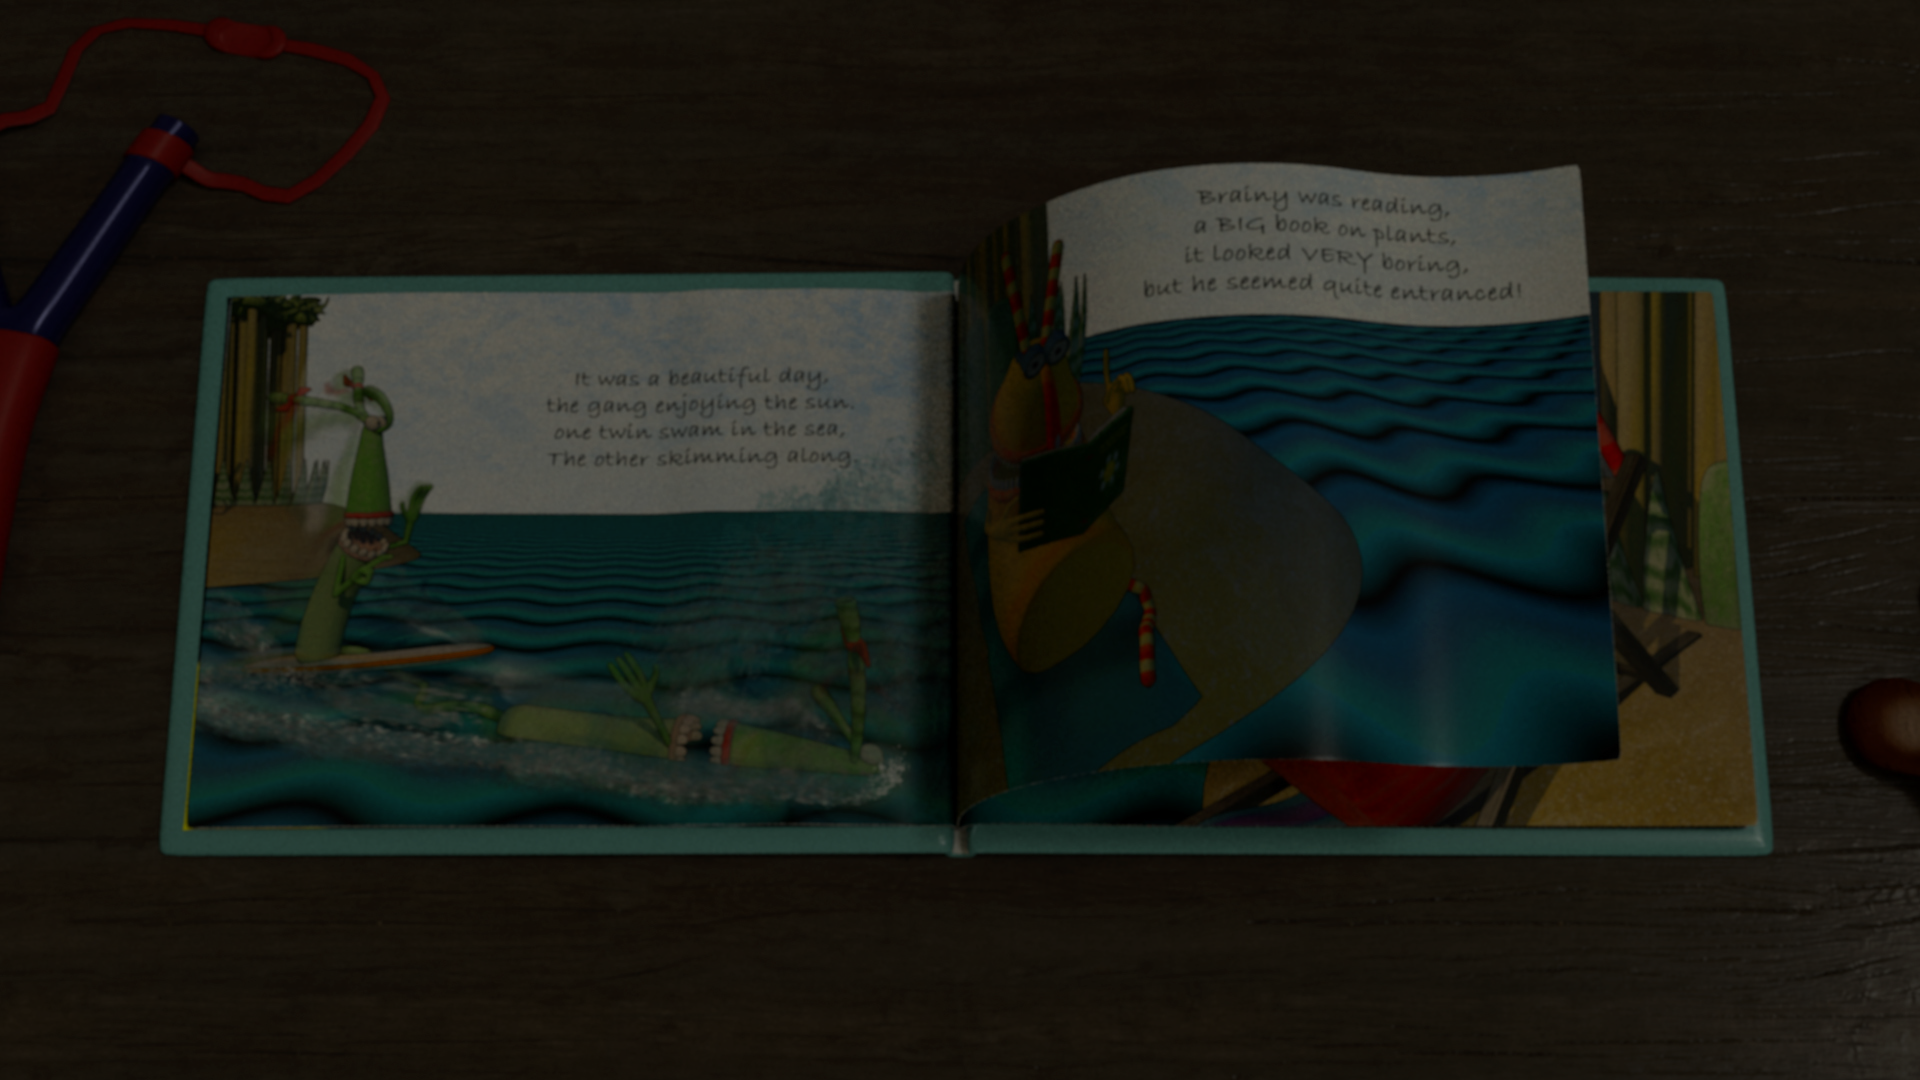 It was a beautiful day,
the gang enjoying the sun.
one twin swam in the sea,
The other skimming along.
Brainy was reading,
a BIG book on plants,
it looked VERY boring,
but he seemed quite entranced!